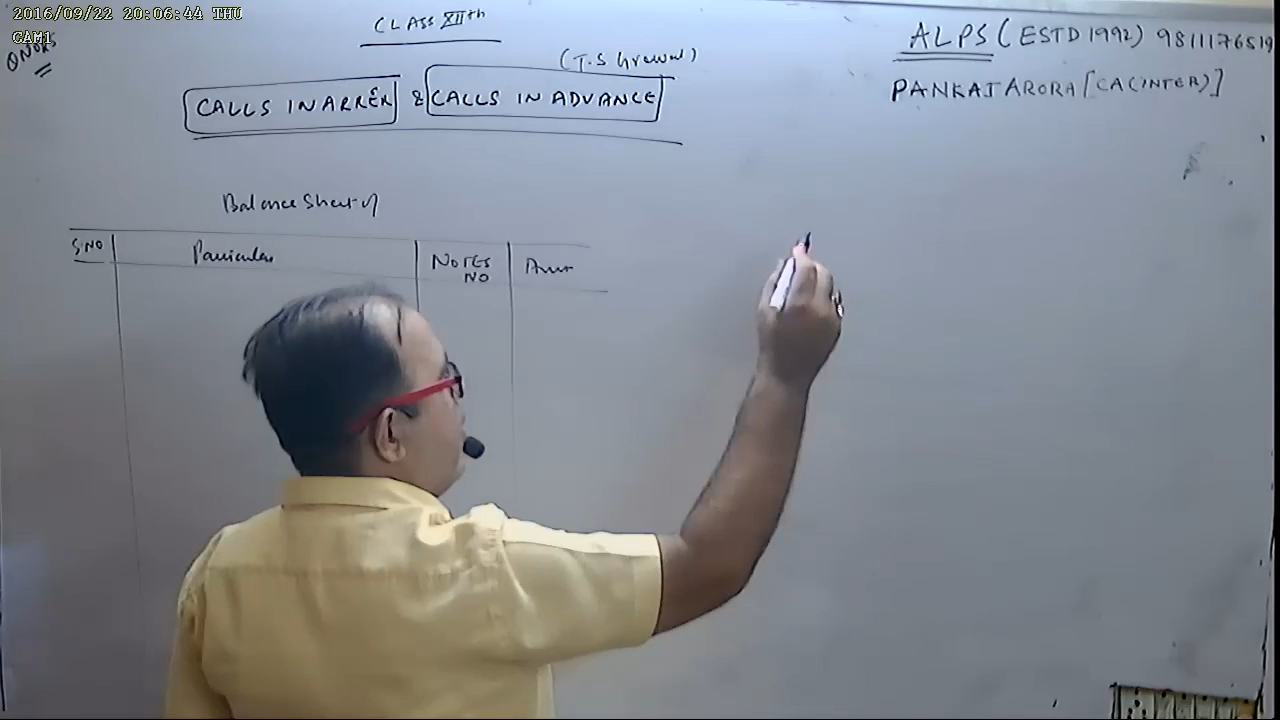 2016/09/22 20:06:44 THU
CAM1
CLASS XIIth
(T.S Grewal)
CALLS IN ARRER & CALLS IN ADVANCE
ALPS (ESTD 1992) 9811176519
PANKAJ ARORA [CA(INTER)]
Balance Sheet of
S.NO Particulars NOTES NO Amt